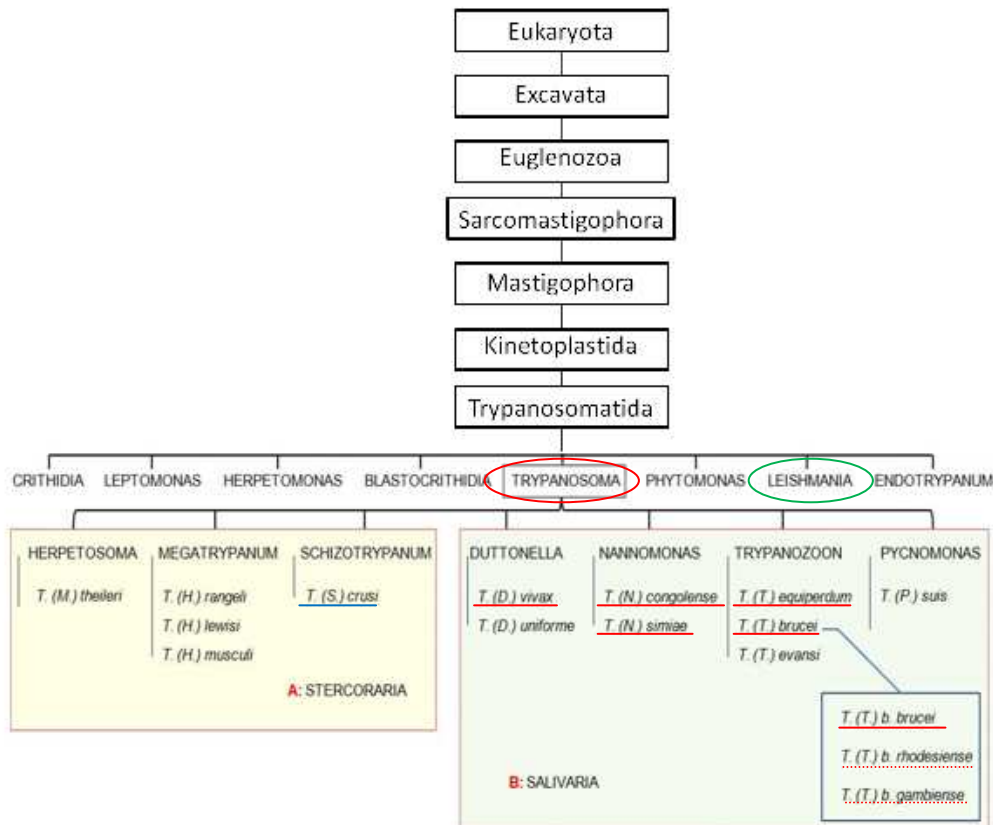 Eukaryota
Excavata
Euglenozoa
Sarcomastigophora
Mastigophora
Kinetoplastida
Trypanosomatida
CRITHIDIA LEPTOMONAS HERPETOMONAS BLASTOCRITHIDIA TRYPANOSOMA PHYTOMONAS LEISHMANIA ENDOTRYPANUM
HERPETOSOMA MEGATRYPANUM SCHIZOTRYPANUM DUTTONELLA NANNOMONAS TRYPANOZOON PYCNOMONAS
T. (M.) theileri T. (H.) rangeli T. (S.) crusi T. (D.) vivax T. (N.) congolense T. (T.) equiperdum T. (P.) suis
T. (H.) lewisi T. (D.) uniforme T. (N.) simiae T. (T.) brucei
T. (H.) musculi T. (T.) evansi
A: STERCORARIA
T. (T.) b. brucei
T. (T.) b. rhodesiense
B: SALIVARIA
T. (T.) b. gambiense